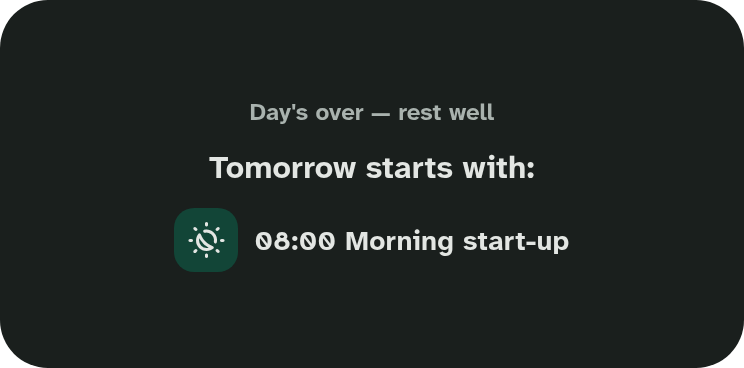 Day's over — rest well
Tomorrow starts with:
08:00 Morning start-up